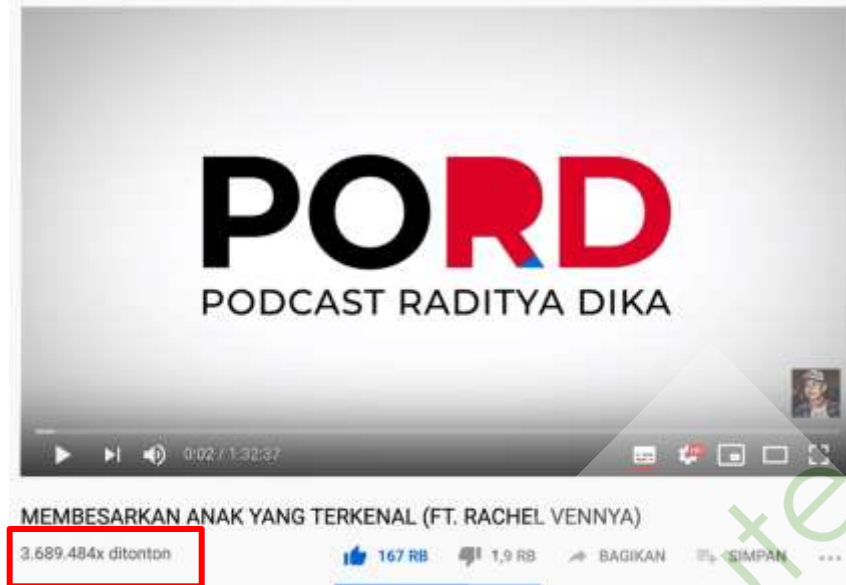 PORD
PODCAST RADITYA DIKA
0:02 / 1:32:37
MEMBESARKAN ANAK YANG TERKENAL (FT. RACHEL VENNYA)
3.689.484x ditonton 167 RB 1,9 RB BAGIKAN SIMPAN